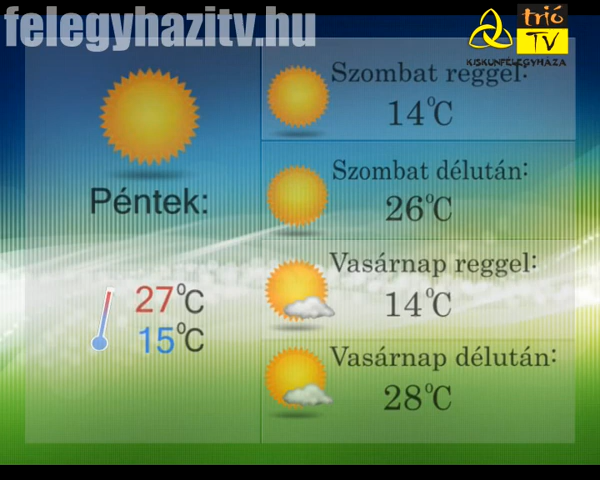 felegyhazitv.hu
trió
TV
KISKUNFÉLEGYHÁZA
Péntek:
27°C
15°C
Szombat reggel:
14°C
Szombat délután:
26°C
Vasárnap reggel:
14°C
Vasárnap délután:
28°C